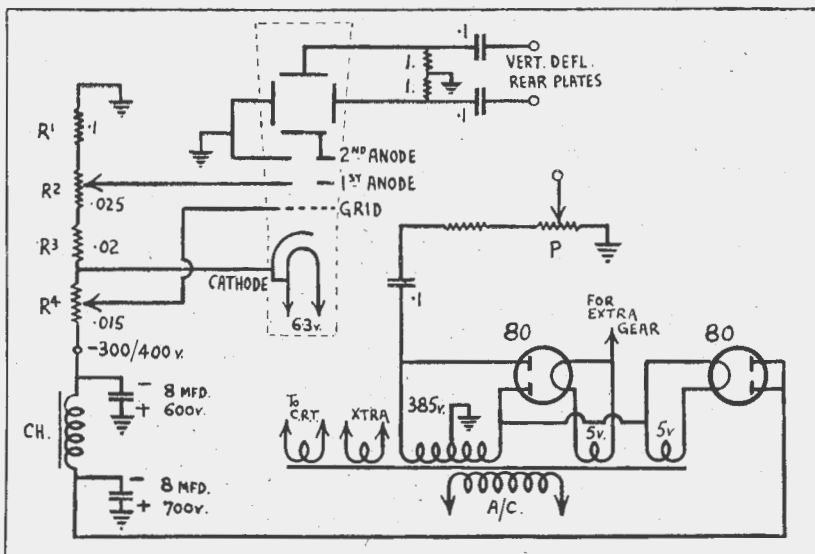 .1
VERT. DEFL.
REAR PLATES
1.
1.
.1
R1
.1
2ND ANODE
1ST ANODE
R2
.025
GRID
R3
.02
CATHODE
P
R4
.015
6.3v.
.1
FOR
EXTRA
GEAR
80
80
-300/400 v.
- 8 MFD.
+ 600v.
CH.
To
C.R.T.
XTRA
385v.
5v.
5v
- 8 MFD.
+ 700v.
A/C.